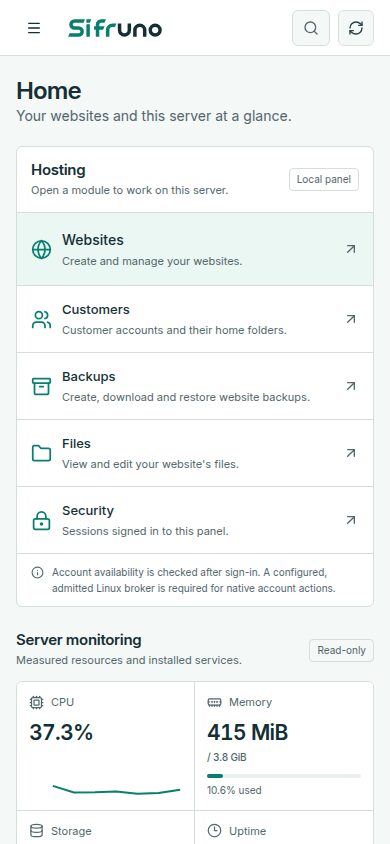 Sifruno
Home
Your websites and this server at a glance.
Hosting
Open a module to work on this server.
Local panel
Websites
Create and manage your websites.
Customers
Customer accounts and their home folders.
Backups
Create, download and restore website backups.
Files
View and edit your website's files.
Security
Sessions signed in to this panel.
Account availability is checked after sign-in. A configured,
admitted Linux broker is required for native account actions.
Server monitoring
Measured resources and installed services.
Read-only
CPU
37.3%
Memory
415 MiB
/ 3.8 GiB
10.6% used
Storage
Uptime